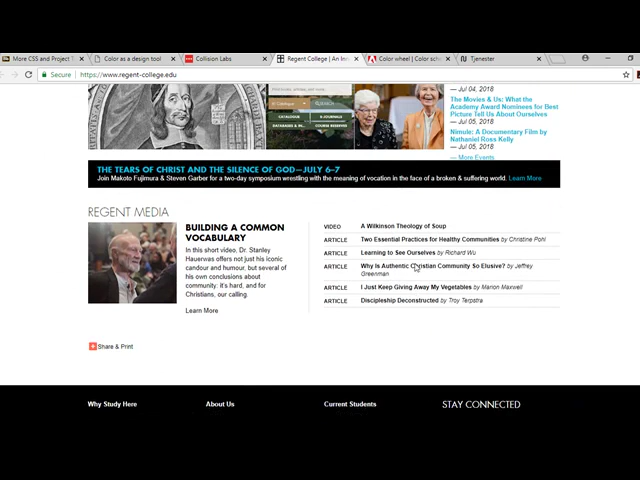 More CSS and Project T
Color as a design tool
Collision Labs
Regent College | An Inn
Color wheel | Color sch
Tjenester
Secure
https://www.regent-college.edu
SEARCH
CATALOGUE
E-JOURNALS
COURSE RESERVES
— Jul 04, 2018
The Movies & Us: What the
Academy Award Nominees for Best
Picture Tell Us About Ourselves
— Jul 05, 2018
Nimule: A Documentary Film by
Nathaniel Ross Kelly
— Jul 05, 2018
— More Events
THE TEARS OF CHRIST AND THE SILENCE OF GOD—JULY 6–7
Join Makoto Fujimura & Steven Garber for a two-day symposium wrestling with the meaning of vocation in the face of a broken & suffering world. Learn More
REGENT MEDIA
BUILDING A COMMON
VOCABULARY
In this short video, Dr. Stanley
Hauerwas offers not just his iconic
candour and humour, but several of
his own conclusions about
community: it's hard, and for
Christians, our calling.
Learn More
VIDEO A Wilkinson Theology of Soup
ARTICLE Two Essential Practices for Healthy Communities by Christine Pohl
ARTICLE Learning to See Ourselves by Richard Wu
ARTICLE Why Is Authentic Christian Community So Elusive? by Jeffrey
Greenman
ARTICLE I Just Keep Giving Away My Vegetables by Marion Maxwell
ARTICLE Discipleship Deconstructed by Troy Terpstra
Share & Print
Why Study Here
About Us
Current Students
STAY CONNECTED